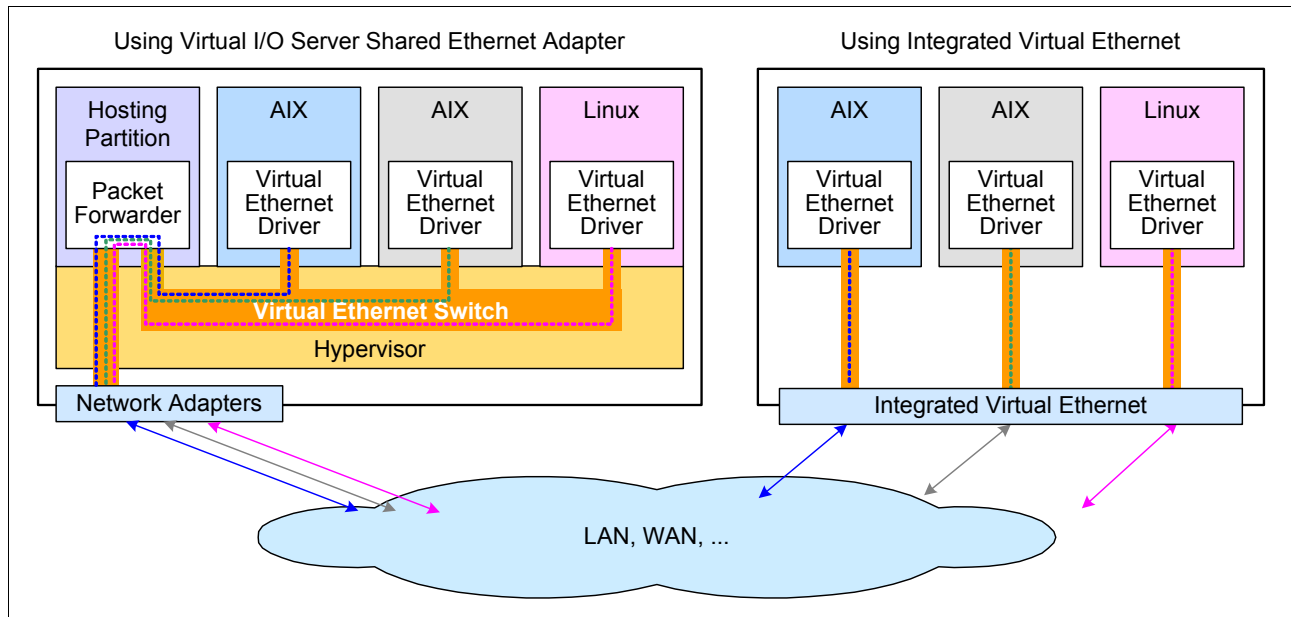 Using Virtual I/O Server Shared Ethernet Adapter
Hosting
Partition
AIX
AIX
Linux
Packet
Forwarder
Virtual
Ethernet
Driver
Virtual
Ethernet
Driver
Virtual
Ethernet
Driver
Virtual Ethernet Switch
Hypervisor
Network Adapters
Using Integrated Virtual Ethernet
AIX
AIX
Linux
Virtual
Ethernet
Driver
Virtual
Ethernet
Driver
Virtual
Ethernet
Driver
Integrated Virtual Ethernet
LAN, WAN, ...